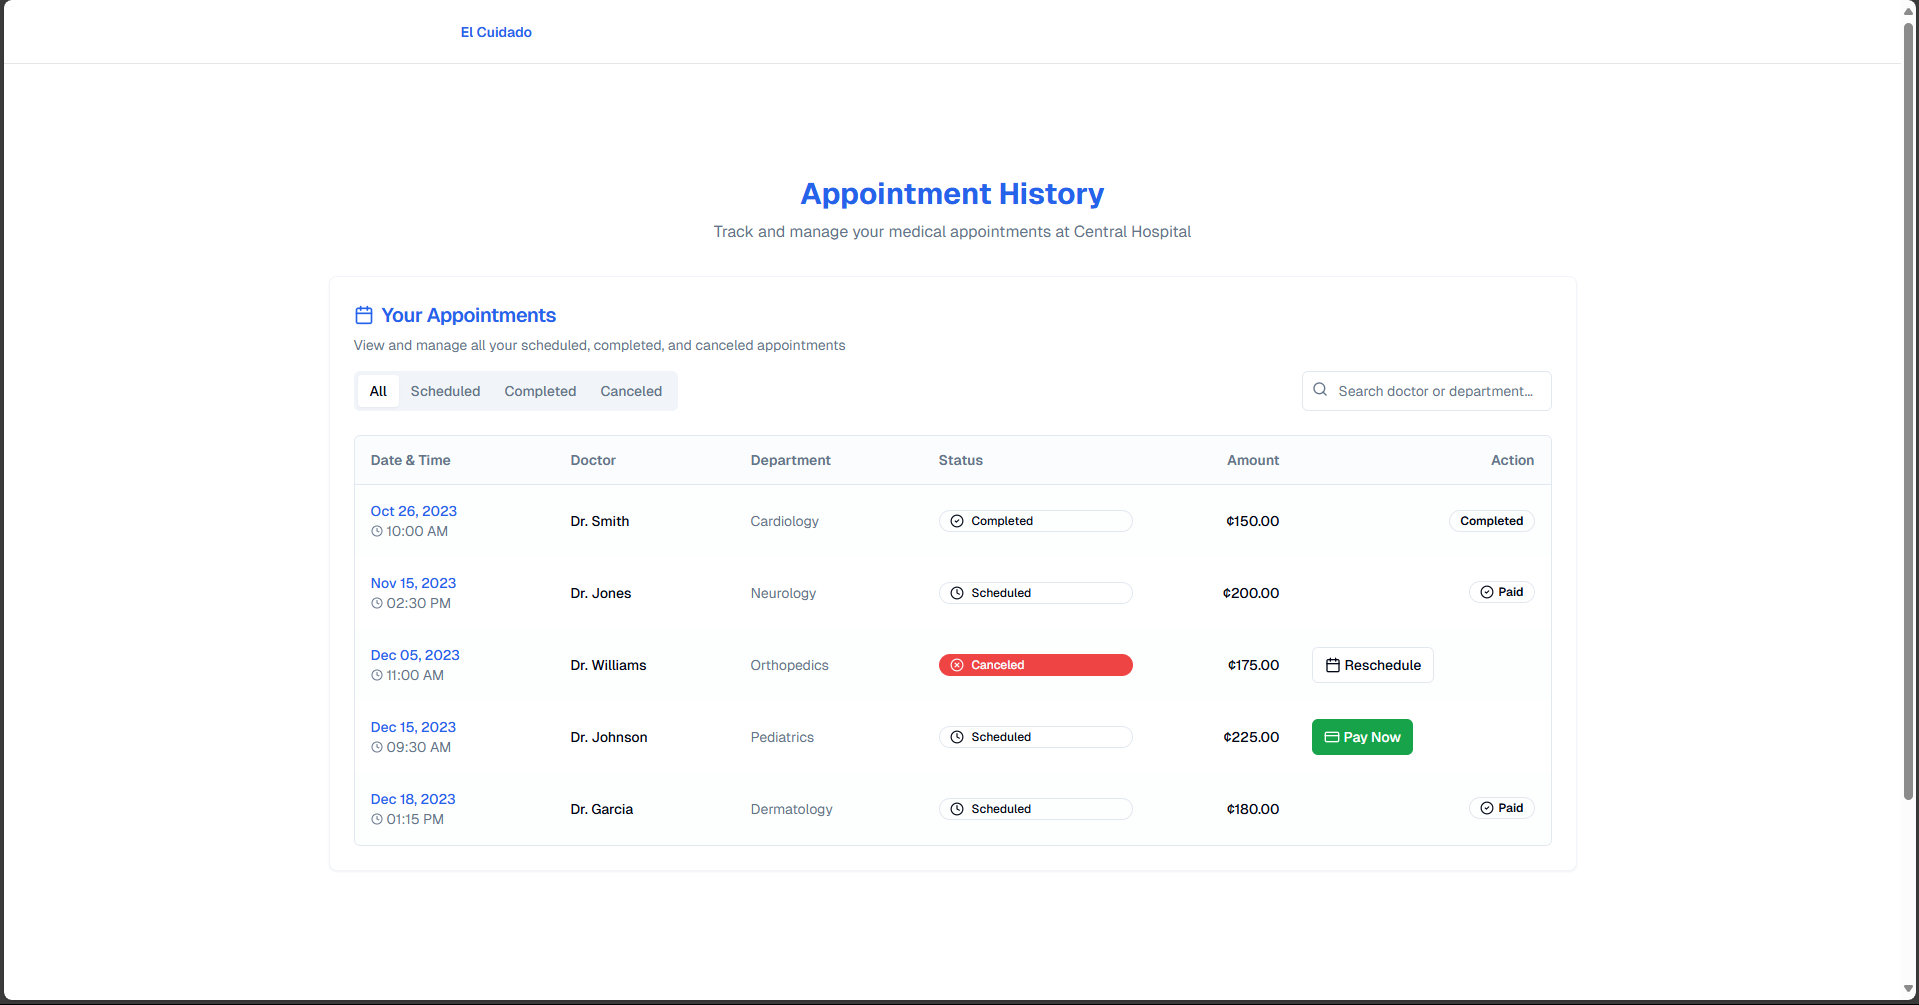 El Cuidado
Appointment History
Track and manage your medical appointments at Central Hospital
Your Appointments
View and manage all your scheduled, completed, and canceled appointments
All Scheduled Completed Canceled Search doctor or department...
Date & Time Doctor Department Status Amount Action
Oct 26, 2023
10:00 AM Dr. Smith Cardiology Completed ¢150.00 Completed
Nov 15, 2023
02:30 PM Dr. Jones Neurology Scheduled ¢200.00 Paid
Dec 05, 2023
11:00 AM Dr. Williams Orthopedics Canceled ¢175.00 Reschedule
Dec 15, 2023
09:30 AM Dr. Johnson Pediatrics Scheduled ¢225.00 Pay Now
Dec 18, 2023
01:15 PM Dr. Garcia Dermatology Scheduled ¢180.00 Paid